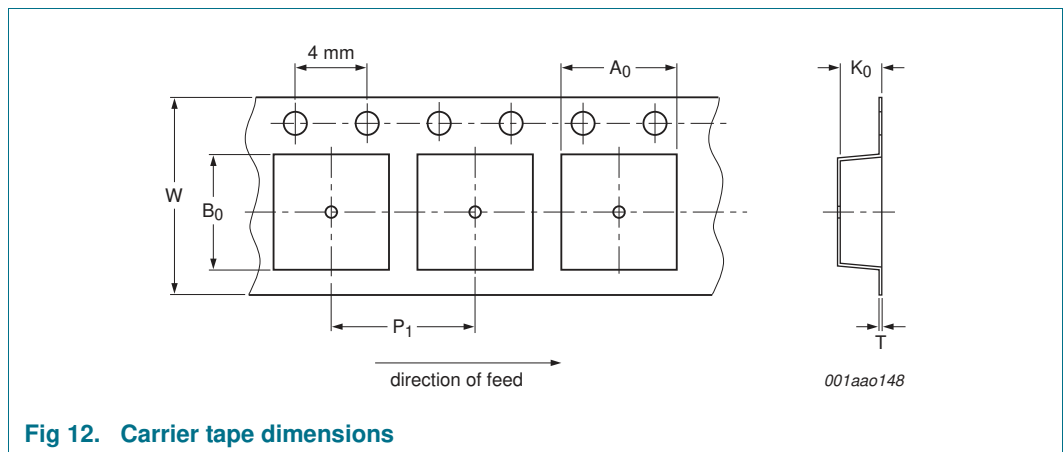 4 mm
A0
K0
W
B0
P1
T
direction of feed
001aao148
Fig 12. Carrier tape dimensions